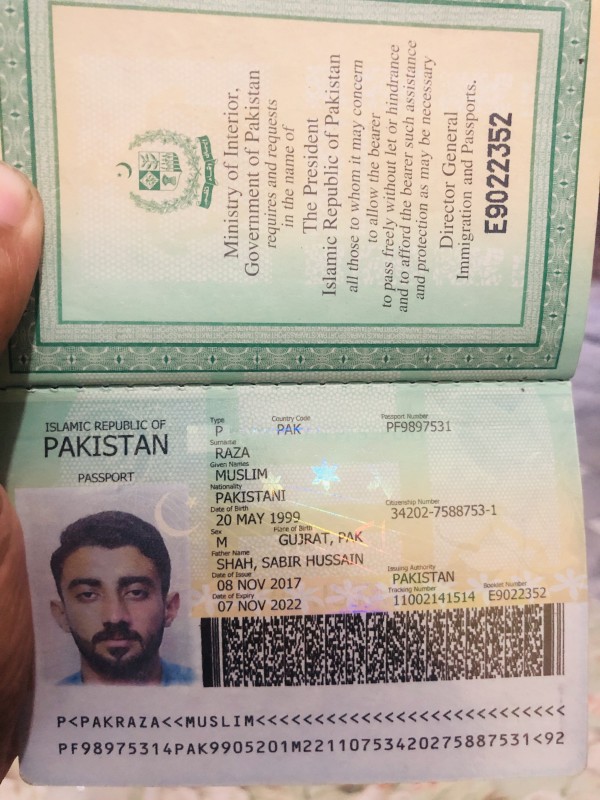 Ministry of Interior,
Government of Pakistan
requires and requests
in the name of
The President
Islamic Republic of Pakistan
all those to whom it may concern
to allow the bearer
to pass freely without let or hindrance
and to afford the bearer such assistance
and protection as may be necessary
Director General
Immigration and Passports.
E9022352
ISLAMIC REPUBLIC OF
PAKISTAN
PASSPORT
Type Country Code Passport Number
P PAK PF9897531
Surname
RAZA
Given Names
MUSLIM
Nationality
PAKISTANI
Date of Birth Citizenship Number
20 MAY 1999 34202-7588753-1
Sex Place of Birth
M GUJRAT, PAK
Father Name
SHAH, SABIR HUSSAIN
Date of Issue Issuing Authority
08 NOV 2017 PAKISTAN
Date of Expiry Tracking Number Booklet Number
07 NOV 2022 11002141514 E9022352
P<PAKRAZA<<MUSLIM<<<<<<<<<<<<<<<<<<<<<<<<<<<
PF98975314PAK9905201M22110753420275887531<92